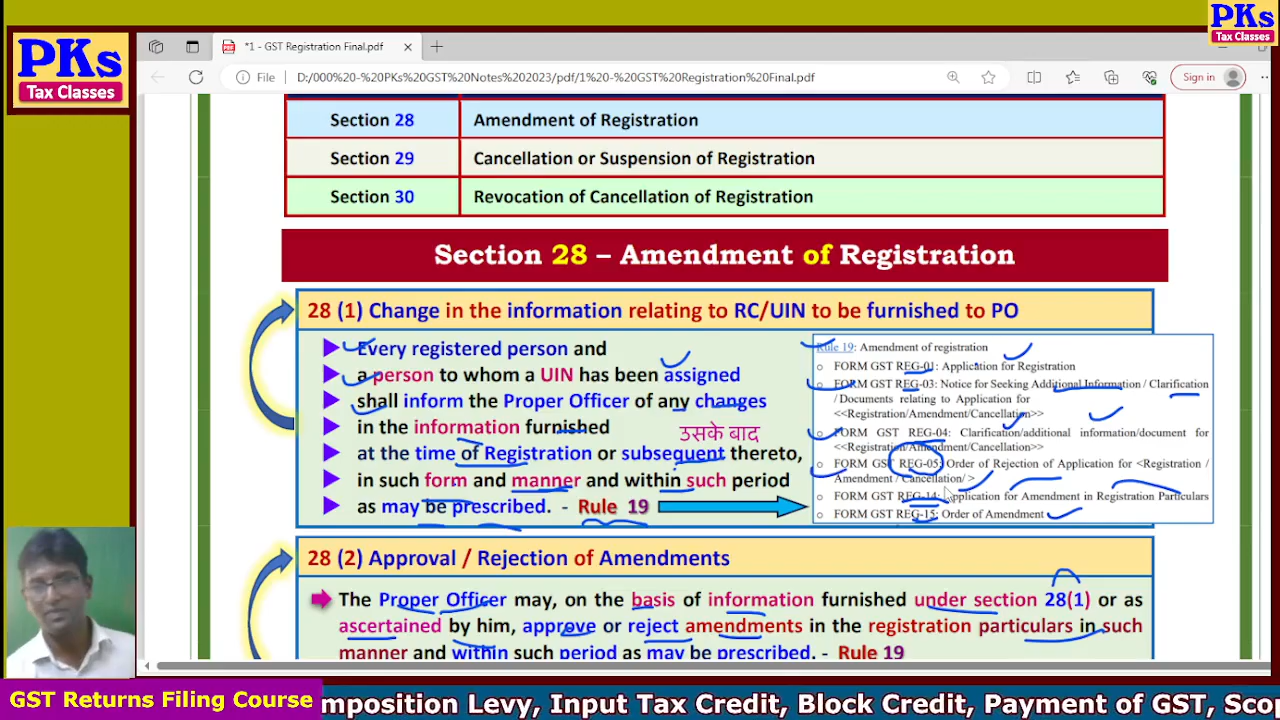 PKs
Tax Classes
PKs
Tax Classes
*1 - GST Registration Final.pdf
File
D:/000%20-%20PKs%20GST%20Notes%202023/pdf/1%20-%20GST%20Registration%20Final.pdf
Sign in
Section 28 Amendment of Registration
Section 29 Cancellation or Suspension of Registration
Section 30 Revocation of Cancellation of Registration
Section 28 – Amendment of Registration
28 (1) Change in the information relating to RC/UIN to be furnished to PO
Every registered person and
a person to whom a UIN has been assigned
shall inform the Proper Officer of any changes
in the information furnished
उसके बाद
at the time of Registration or subsequent thereto,
in such form and manner and within such period
as may be prescribed. - Rule 19
Rule 19: Amendment of registration
FORM GST REG-01: Application for Registration
FORM GST REG-03: Notice for Seeking Additional Information / Clarification
/Documents relating to Application for
<<Registration/Amendment/Cancellation>>
FORM GST REG-04: Clarification/additional information/document for
<<Registration/Amendment/Cancellation>>
FORM GST REG-05: Order of Rejection of Application for <Registration /
Amendment / Cancellation/ >
FORM GST REG-14: Application for Amendment in Registration Particulars
FORM GST REG-15: Order of Amendment
28 (2) Approval / Rejection of Amendments
The Proper Officer may, on the basis of information furnished under section 28(1) or as
ascertained by him, approve or reject amendments in the registration particulars in such
manner and within such period as may be prescribed. - Rule 19
GST Returns Filing Course
mposition Levy, Input Tax Credit, Block Credit, Payment of GST, Sco